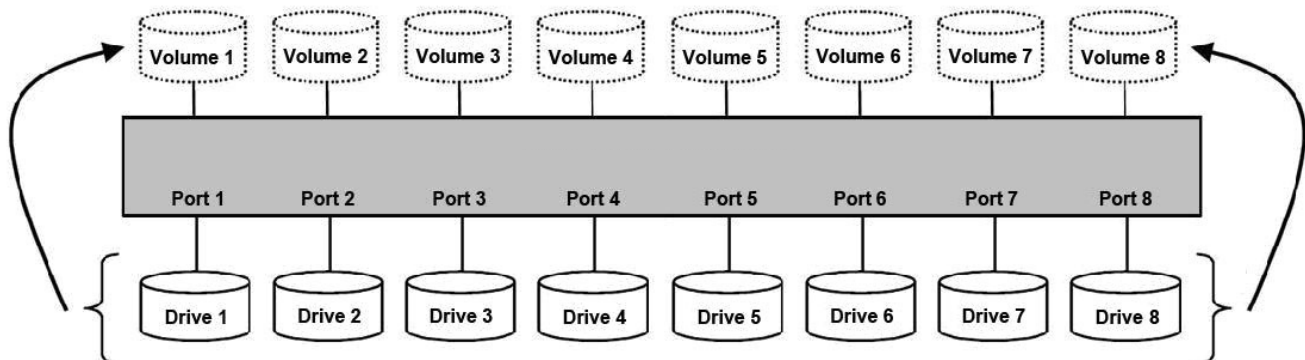 Volume 1 Volume 2 Volume 3 Volume 4 Volume 5 Volume 6 Volume 7 Volume 8
Port 1 Port 2 Port 3 Port 4 Port 5 Port 6 Port 7 Port 8
Drive 1 Drive 2 Drive 3 Drive 4 Drive 5 Drive 6 Drive 7 Drive 8